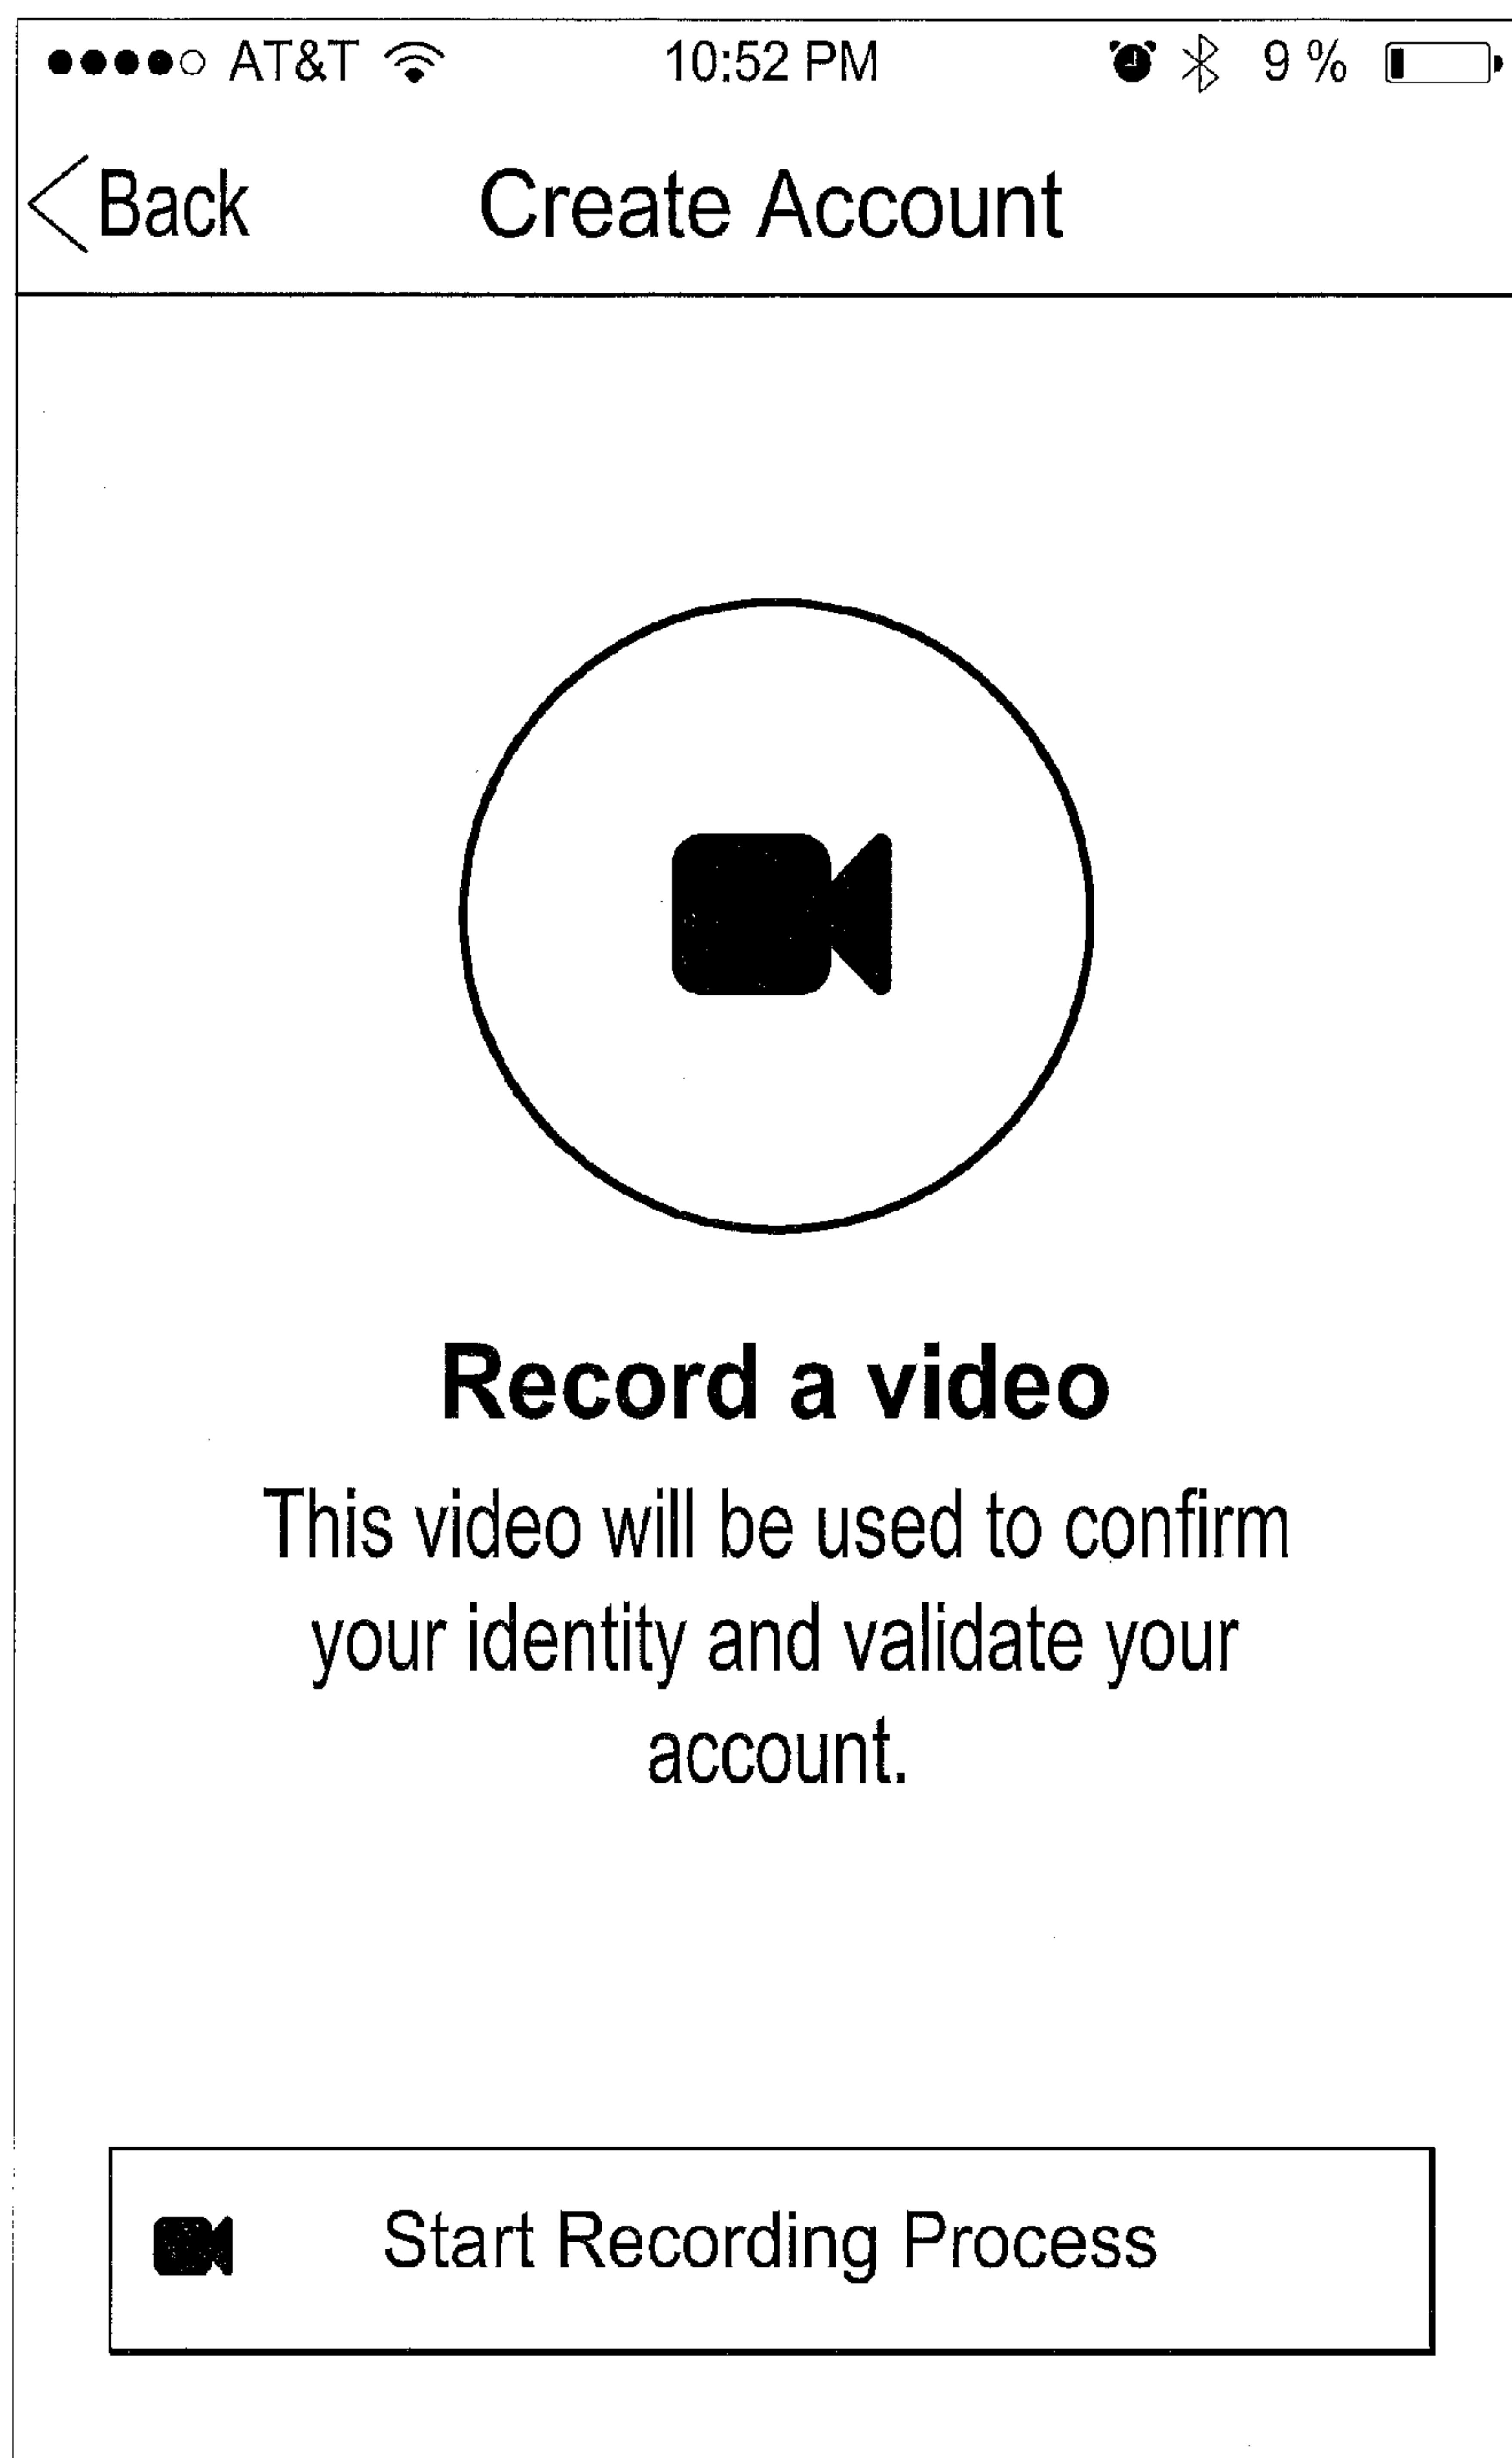 AT&T 10:52 PM 9 %
Back Create Account
Record a video
This video will be used to confirm
your identity and validate your
account.
Start Recording Process